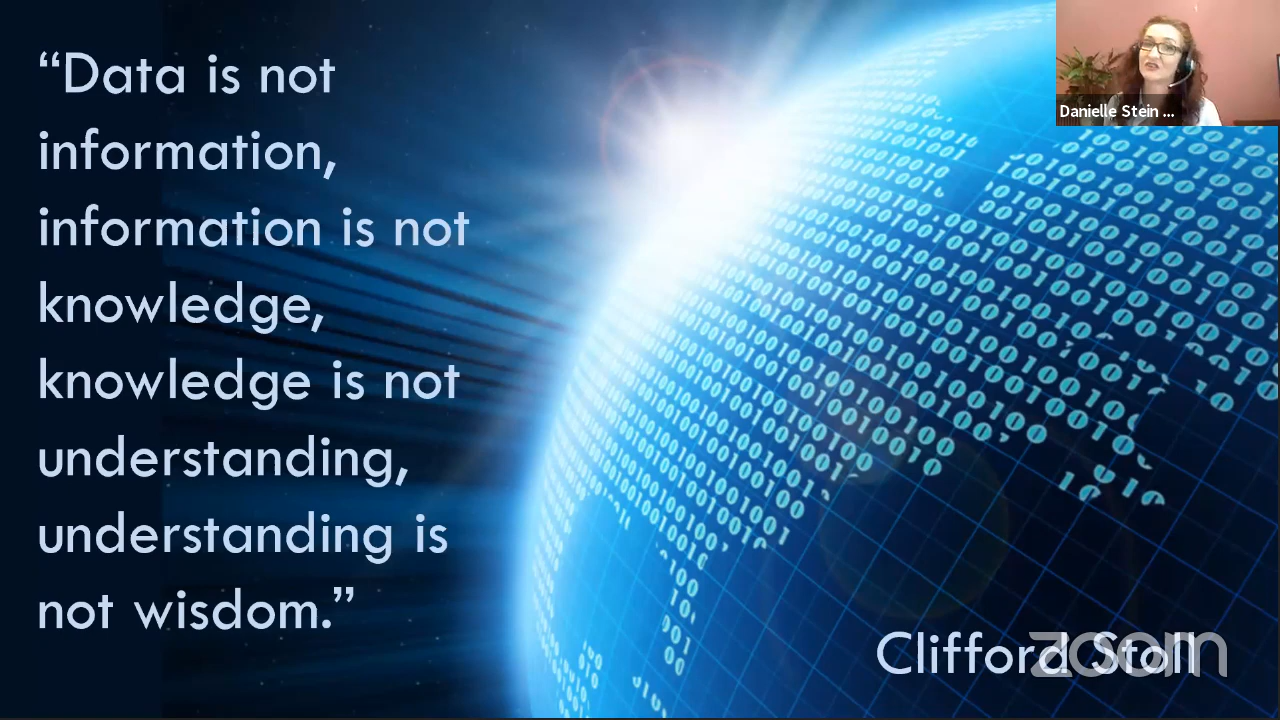 “Data is not
information,
information is not
knowledge,
knowledge is not
understanding,
understanding is
not wisdom.”
Danielle Stein ...
Clifford Stoll
zoom